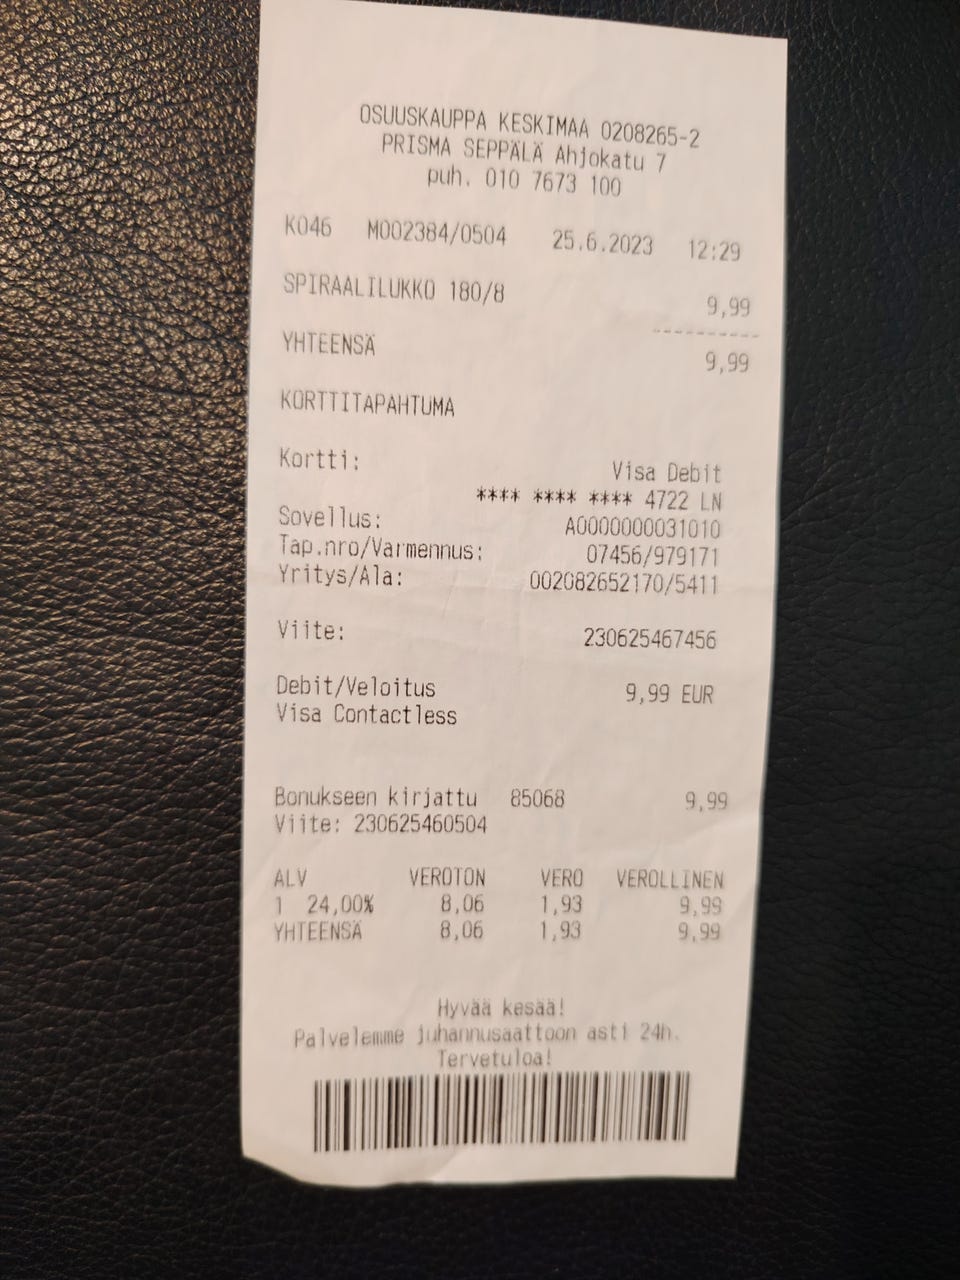 OSUUSKAUPPA KESKIMAA 0208265-2
PRISMA SEPPÄLÄ Ahjokatu 7
puh. 010 7673 100
K046 M002384/0504 25.6.2023 12:29
SPIRAALILUKKO 180/8 9,99
YHTEENSÄ 9,99
KORTTITAPAHTUMA
Kortti: Visa Debit
**** **** **** 4722 LN
Sovellus: A0000000031010
Tap.nro/Varmennus: 07456/979171
Yritys/Ala: 002082652170/5411
Viite: 230625467456
Debit/Veloitus 9,99 EUR
Visa Contactless
Bonukseen kirjattu 85068 9,99
Viite: 230625460504
ALV VEROTON VERO VEROLLINEN
1 24,00% 8,06 1,93 9,99
YHTEENSÄ 8,06 1,93 9,99
Hyvää kesää!
Palvelemme juhannusaattoon asti 24h.
Tervetuloa!